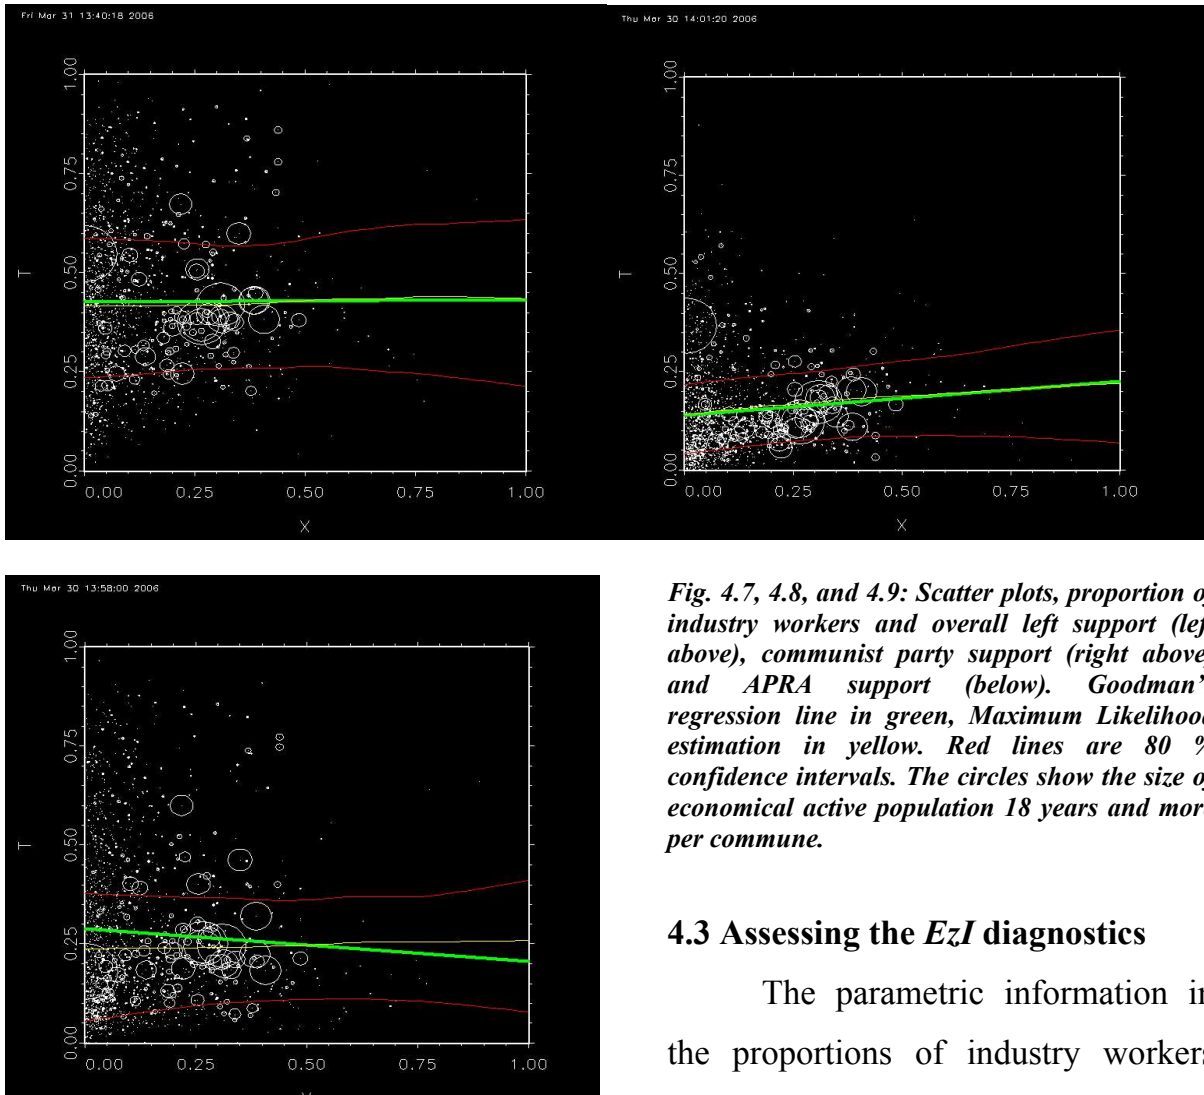 Fri Mar 31 13:40:18 2006
1.00
0.75
T
0.50
0.25
0.00
0.00 0.25 0.50 0.75 1.00
X
Thu Mar 30 14:01:20 2006
1.00
0.75
T
0.50
0.25
0.00
0.00 0.25 0.50 0.75 1.00
X
Thu Mar 30 13:58:00 2006
1.00
0.75
T
0.50
0.25
0.00
0.00 0.25 0.50 0.75 1.00
Fig. 4.7, 4.8, and 4.9: Scatter plots, proportion o
industry workers and overall left support (lef
above), communist party support (right above
and APRA support (below). Goodman'
regression line in green, Maximum Likelihoo
estimation in yellow. Red lines are 80 %
confidence intervals. The circles show the size o
economical active population 18 years and mor
per commune.
4.3 Assessing the EzI diagnostics
The parametric information in
the proportions of industry workers